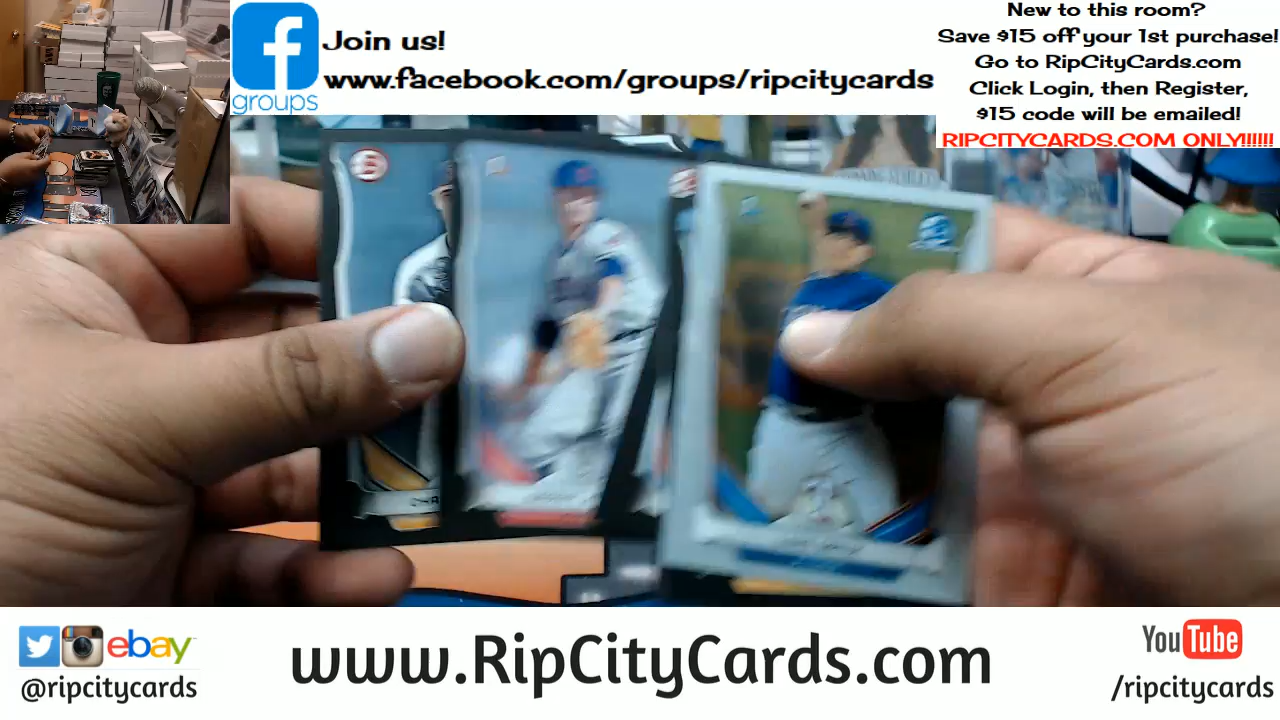 Join us!
www.facebook.com/groups/ripcitycards
groups
New to this room?
Save $15 off your 1st purchase!
Go to RipCityCards.com
Click Login, then Register,
$15 code will be emailed!
RIPCITYCARDS.COM ONLY!!!!!!
CHR
ebay
@ripcitycards
www.RipCityCards.com
YouTube
/ripcitycards